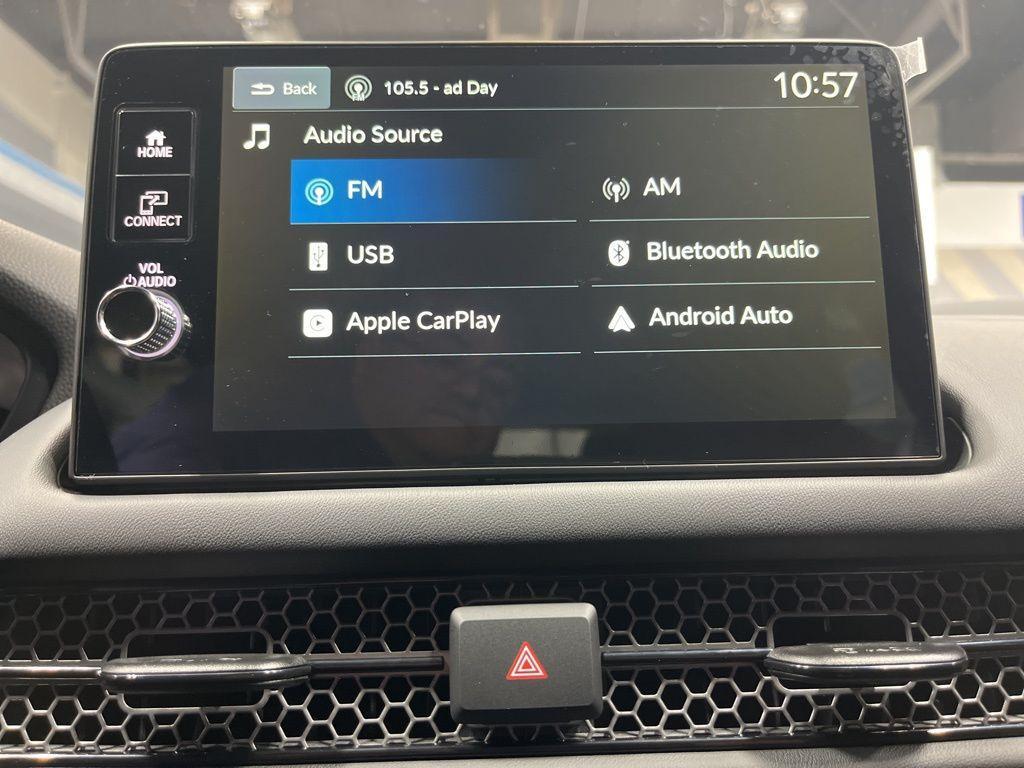 Back
105.5 - ad Day
10:57
HOME
Audio Source
FM
AM
CONNECT
USB
Bluetooth Audio
VOL
AUDIO
Apple CarPlay
Android Auto